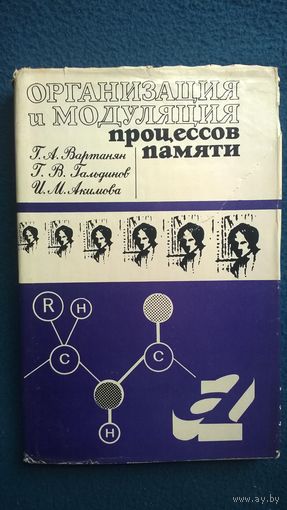 ОРГАНИЗАЦИЯ
и МОДУЛЯЦИЯ
процессов
памяти
Г. А. Вартанян
Г. В. Гальдинов
И. М. Акимова
R
H
C
C
H
а
www.ay.by